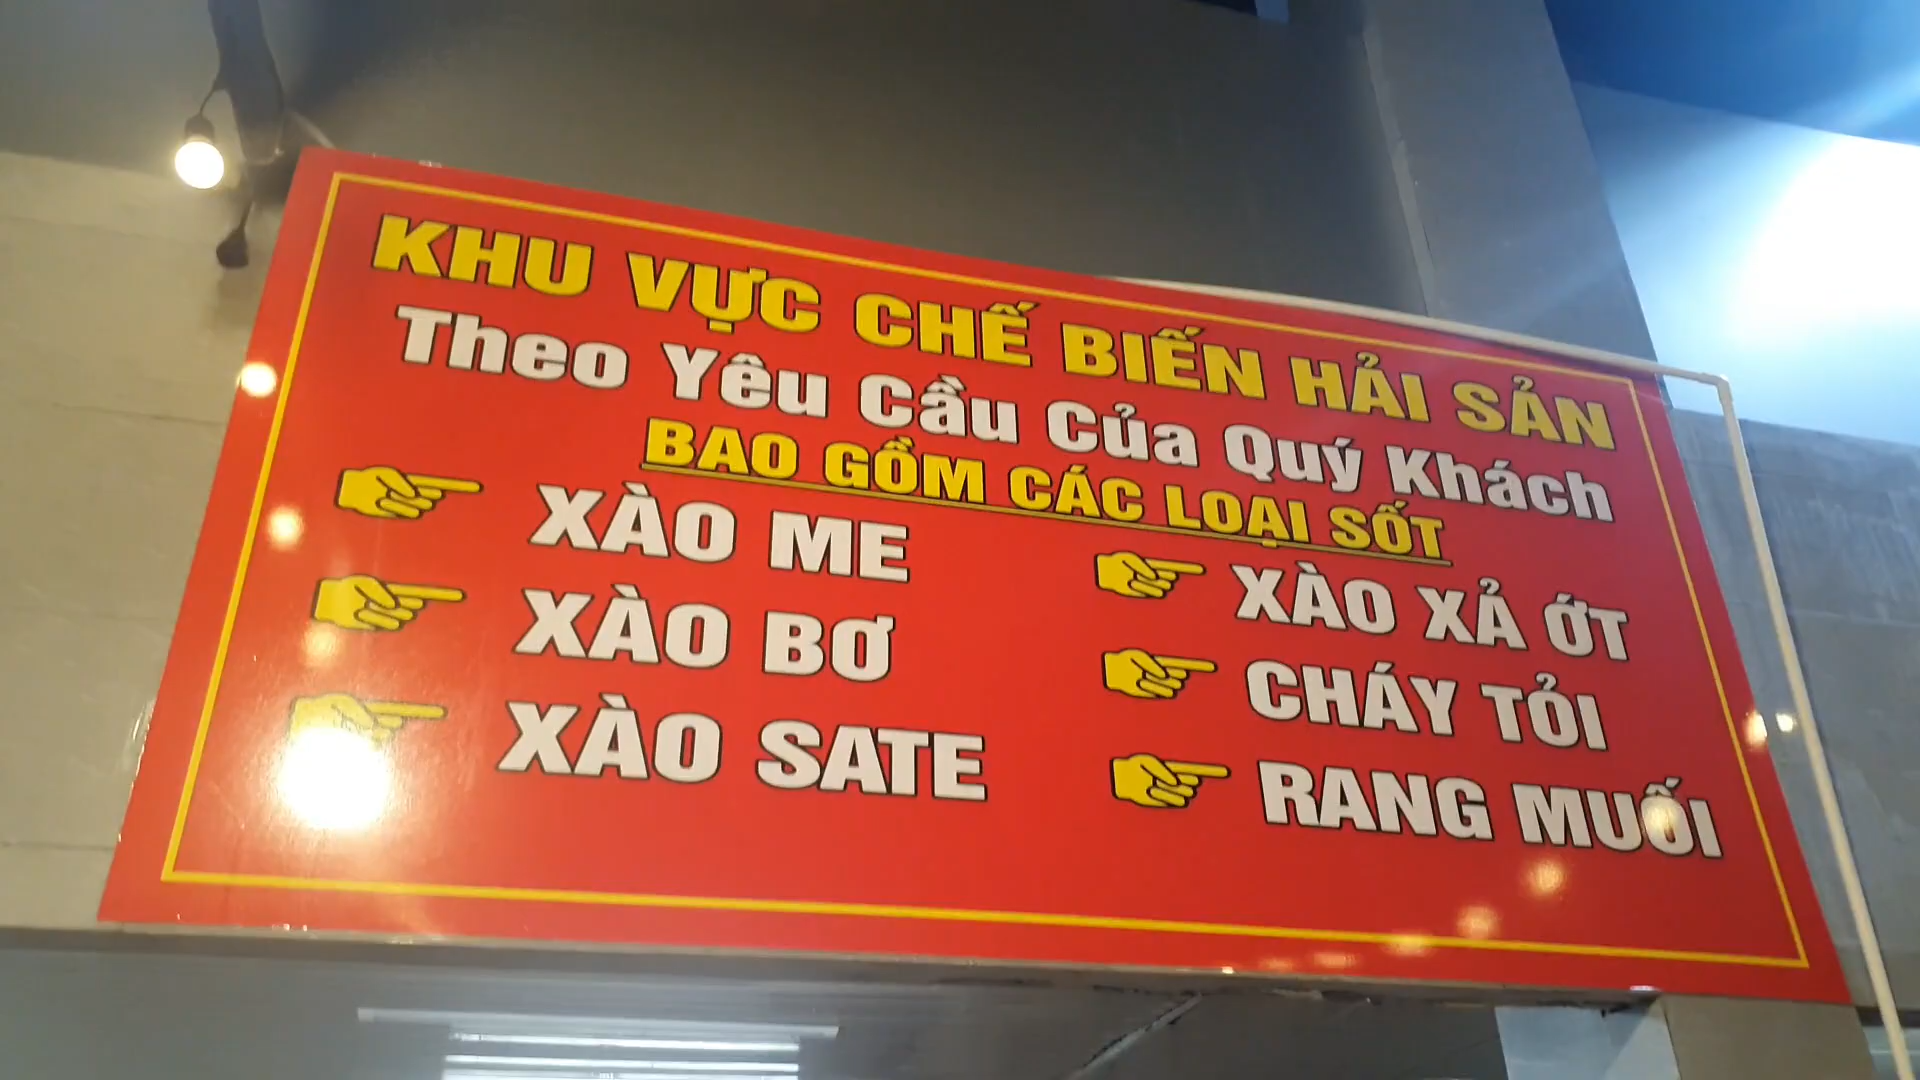 KHU VỰC CHẾ BIẾN HẢI SẢN
Theo Yêu Cầu Của Quý Khách
BAO GỒM CÁC LOẠI SỐT
XÀO ME
XÀO BƠ
XÀO SATE
XÀO XẢ ỚT
CHÁY TỎI
RANG MUỐI